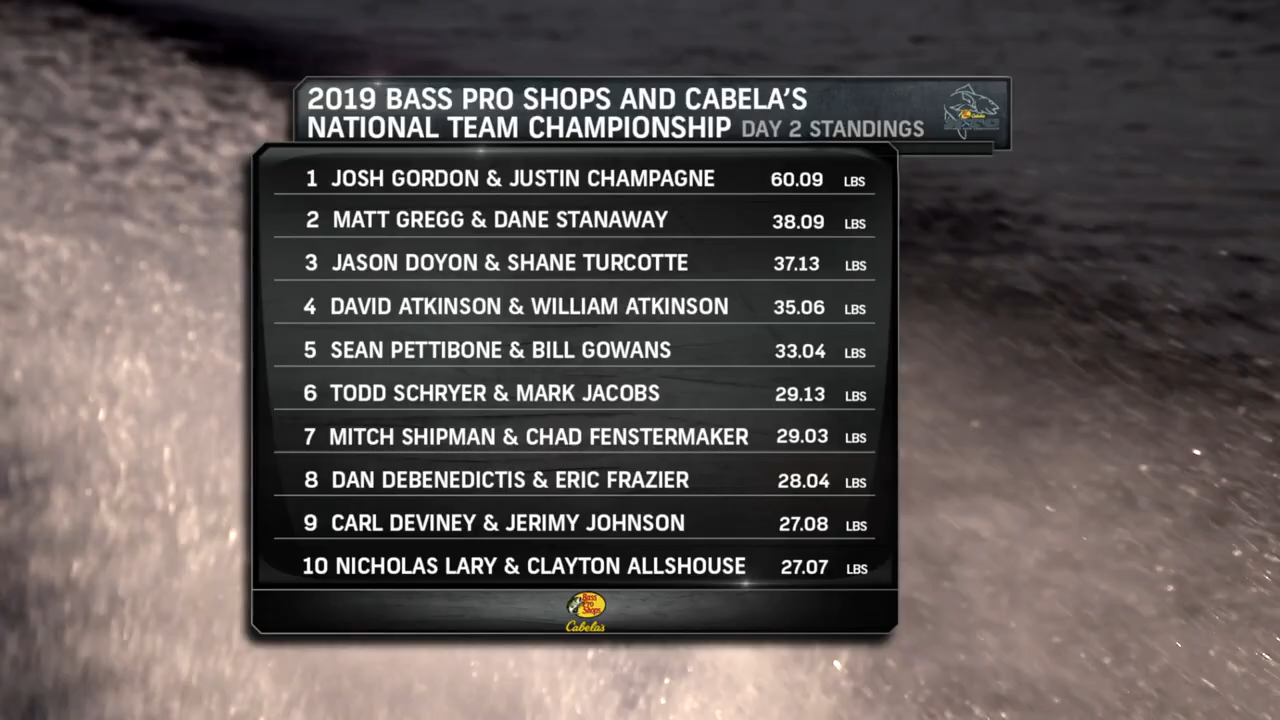 2019 BASS PRO SHOPS AND CABELA'S
NATIONAL TEAM CHAMPIONSHIP DAY 2 STANDINGS
1 JOSH GORDON & JUSTIN CHAMPAGNE 60.09 LBS
2 MATT GREGG & DANE STANAWAY 38.09 LBS
3 JASON DOYON & SHANE TURCOTTE 37.13 LBS
4 DAVID ATKINSON & WILLIAM ATKINSON 35.06 LBS
5 SEAN PETTIBONE & BILL GOWANS 33.04 LBS
6 TODD SCHRYER & MARK JACOBS 29.13 LBS
7 MITCH SHIPMAN & CHAD FENSTERMAKER 29.03 LBS
8 DAN DEBENEDICTIS & ERIC FRAZIER 28.04 LBS
9 CARL DEVINEY & JERIMY JOHNSON 27.08 LBS
10 NICHOLAS LARY & CLAYTON ALLSHOUSE 27.07 LBS
Bass
Pro
Shops
Cabela's